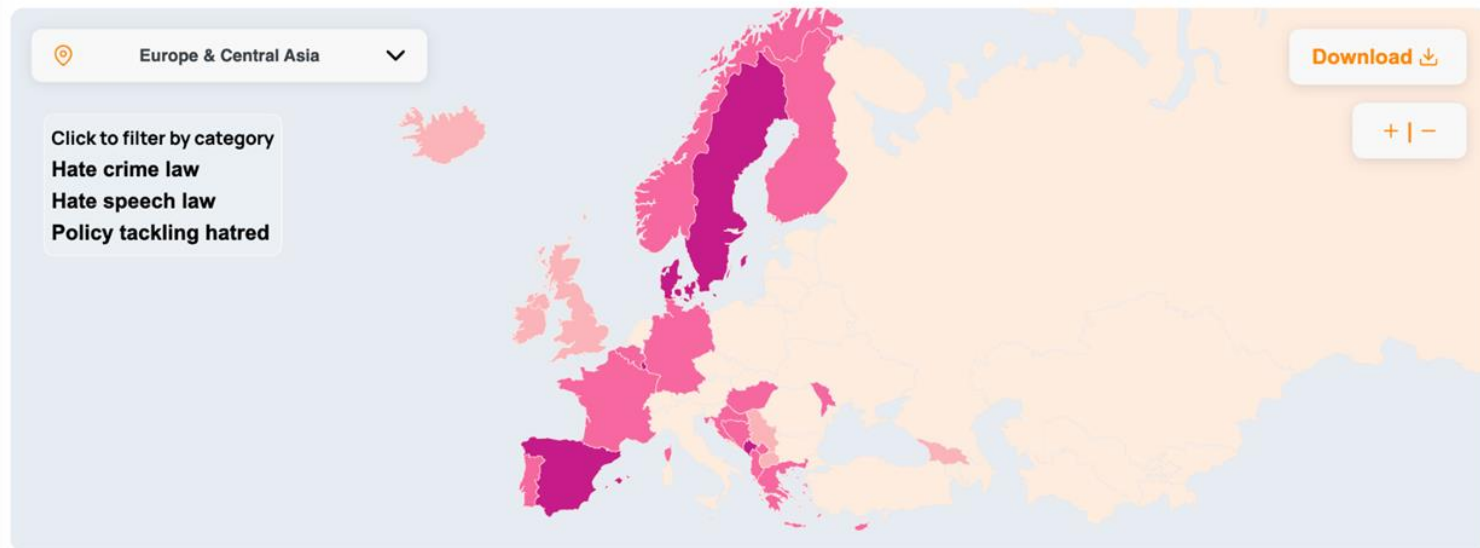 Europe & Central Asia
Download
Click to filter by category
Hate crime law
Hate speech law
Policy tackling hatred
+ | −